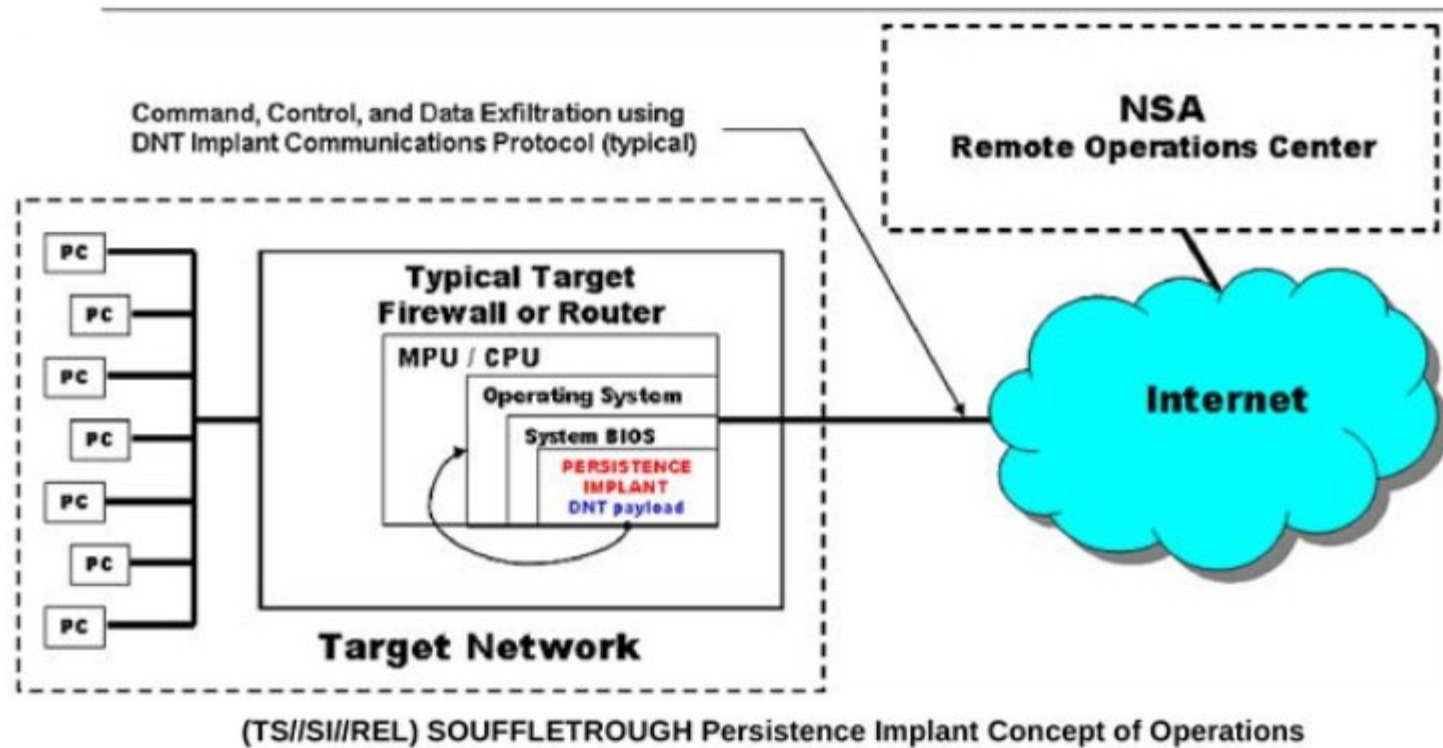 Command, Control, and Data Exfiltration using
DNT Implant Communications Protocol (typical)
NSA
Remote Operations Center
PC
PC
PC
PC
PC
PC
PC
Typical Target
Firewall or Router
MPU / CPU
Operating System
System BIOS
PERSISTENCE
IMPLANT
DNT payload
Internet
Target Network
(TS//SI//REL) SOUFFLETROUGH Persistence Implant Concept of Operations